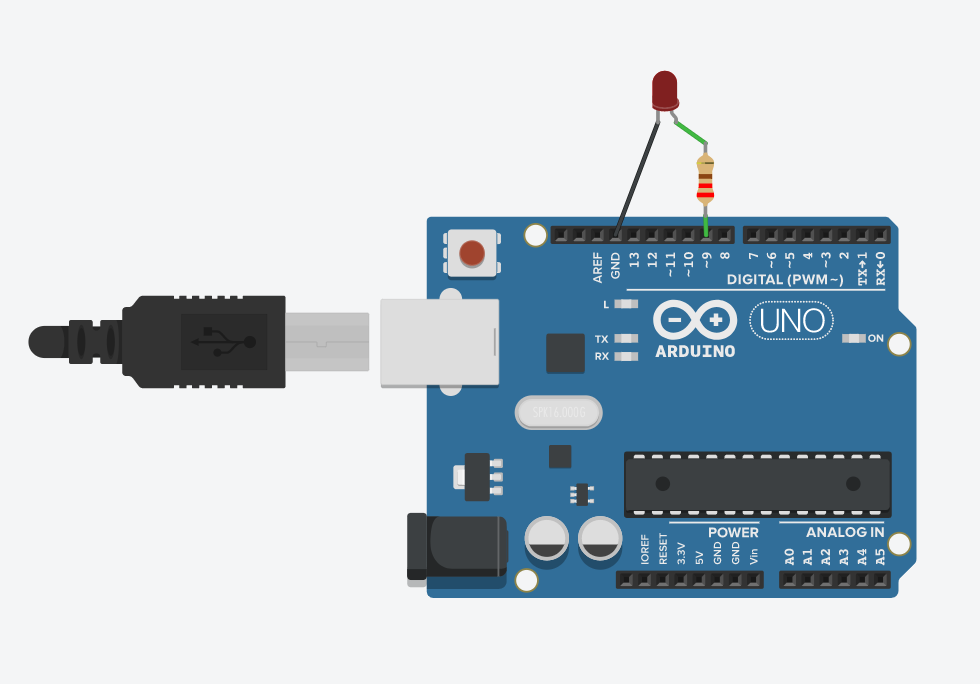 AREF
GND
13
12
~11
~10
~9
8
7
~6
~5
4
~3
2
TX→1
RX←0
DIGITAL (PWM~)
L
TX
RX
ARDUINO
UNO
ON
SPK16.000G
POWER
ANALOG IN
IOREF
RESET
3.3V
5V
GND
GND
Vin
A0
A1
A2
A3
A4
A5